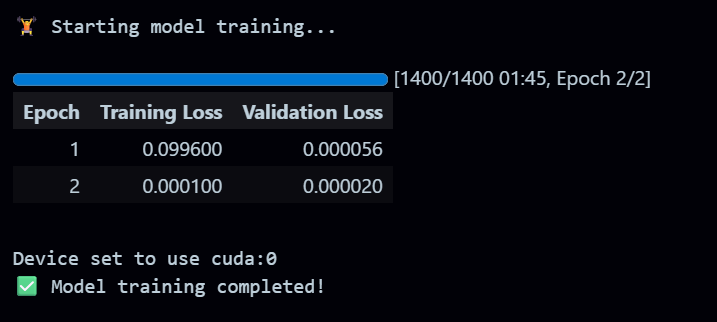 🏋️ Starting model training...
[1400/1400 01:45, Epoch 2/2]
Epoch Training Loss Validation Loss
1 0.099600 0.000056
2 0.000100 0.000020
Device set to use cuda:0
✅ Model training completed!